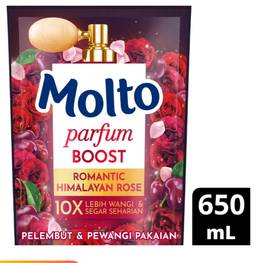 Molto
parfum
BOOST
ROMANTIC
HIMALAYAN ROSE
10X LEBIH WANGI &
SEGAR SEHARIAN
PELEMBUT & PEWANGI PAKAIAN
650
mL